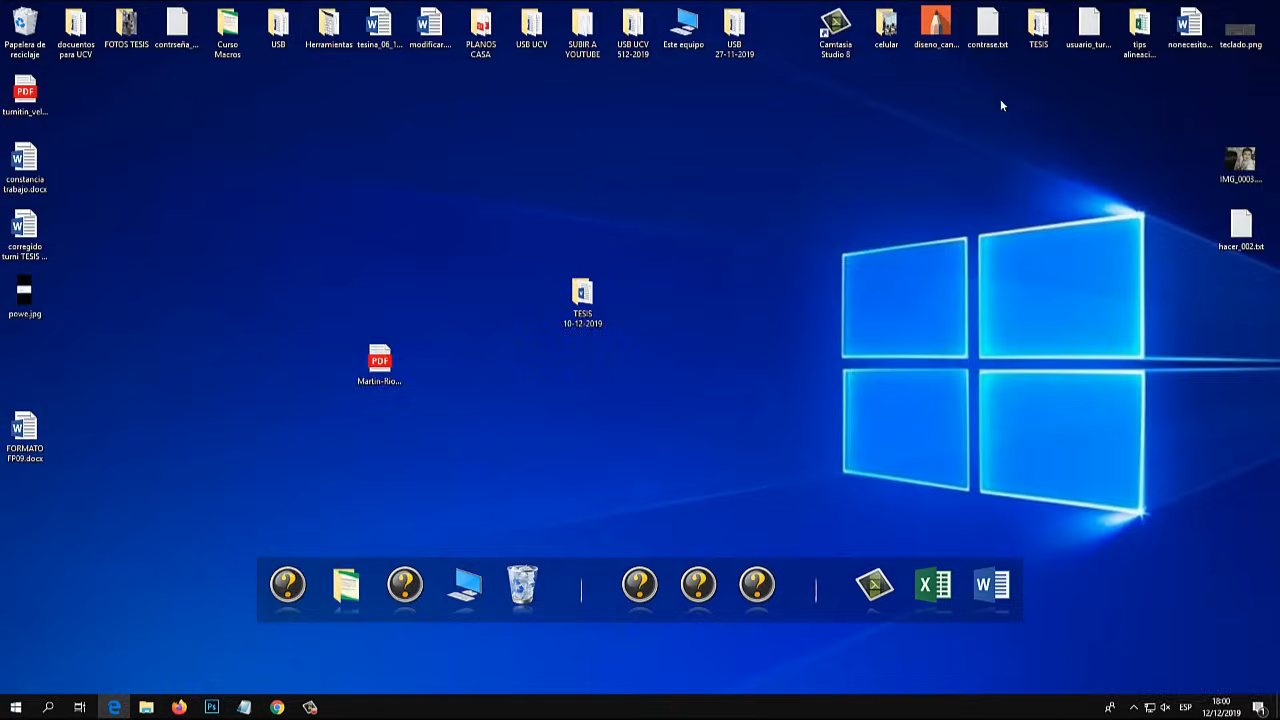 Papelera de
reciclaje
docuentos
para UCV
FOTOS TESIS
contrseña_...
Curso
Macros
USB
Herramientas
tesina_06_1...
modificar....
PLANOS
CASA
USB UCV
SUBIR A
YOUTUBE
USB UCV
512-2019
Este equipo
USB
27-11-2019
Camtasia
Studio 8
celular
diseno_can...
contrase.txt
TESIS
usuario_tur...
tips
alineaci...
nonecesito...
teclado.png
PDF
turnitin_vel...
constancia
trabajo.docx
IMG_0003....
corregido
turni TESIS ...
hacer_002.txt
powe.jpg
TESIS
10-12-2019
PDF
Martin-Rio...
FORMATO
FP09.docx
ESP
18:00
12/12/2019